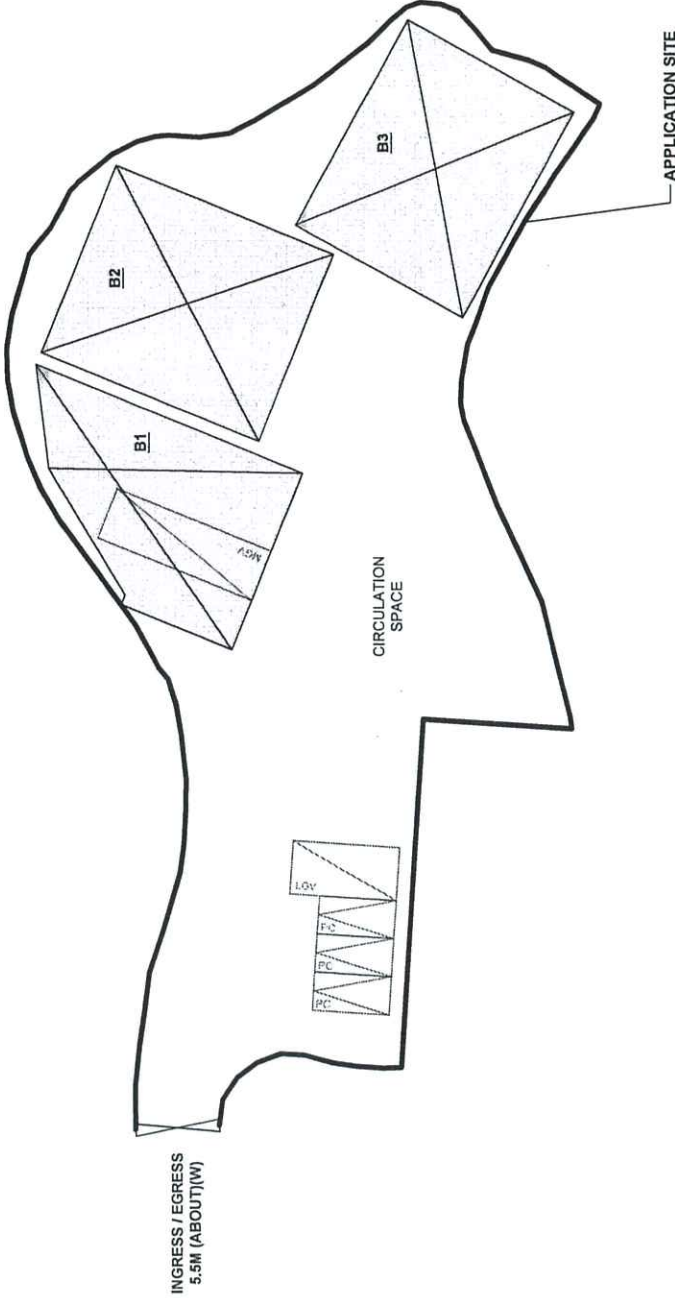 B3
B2
B1
MGV
APPLICATION SITE
CIRCULATION
SPACE
LGV
PC
PC
PC
INGRESS / EGRESS
5.5M (ABOUT)(W)